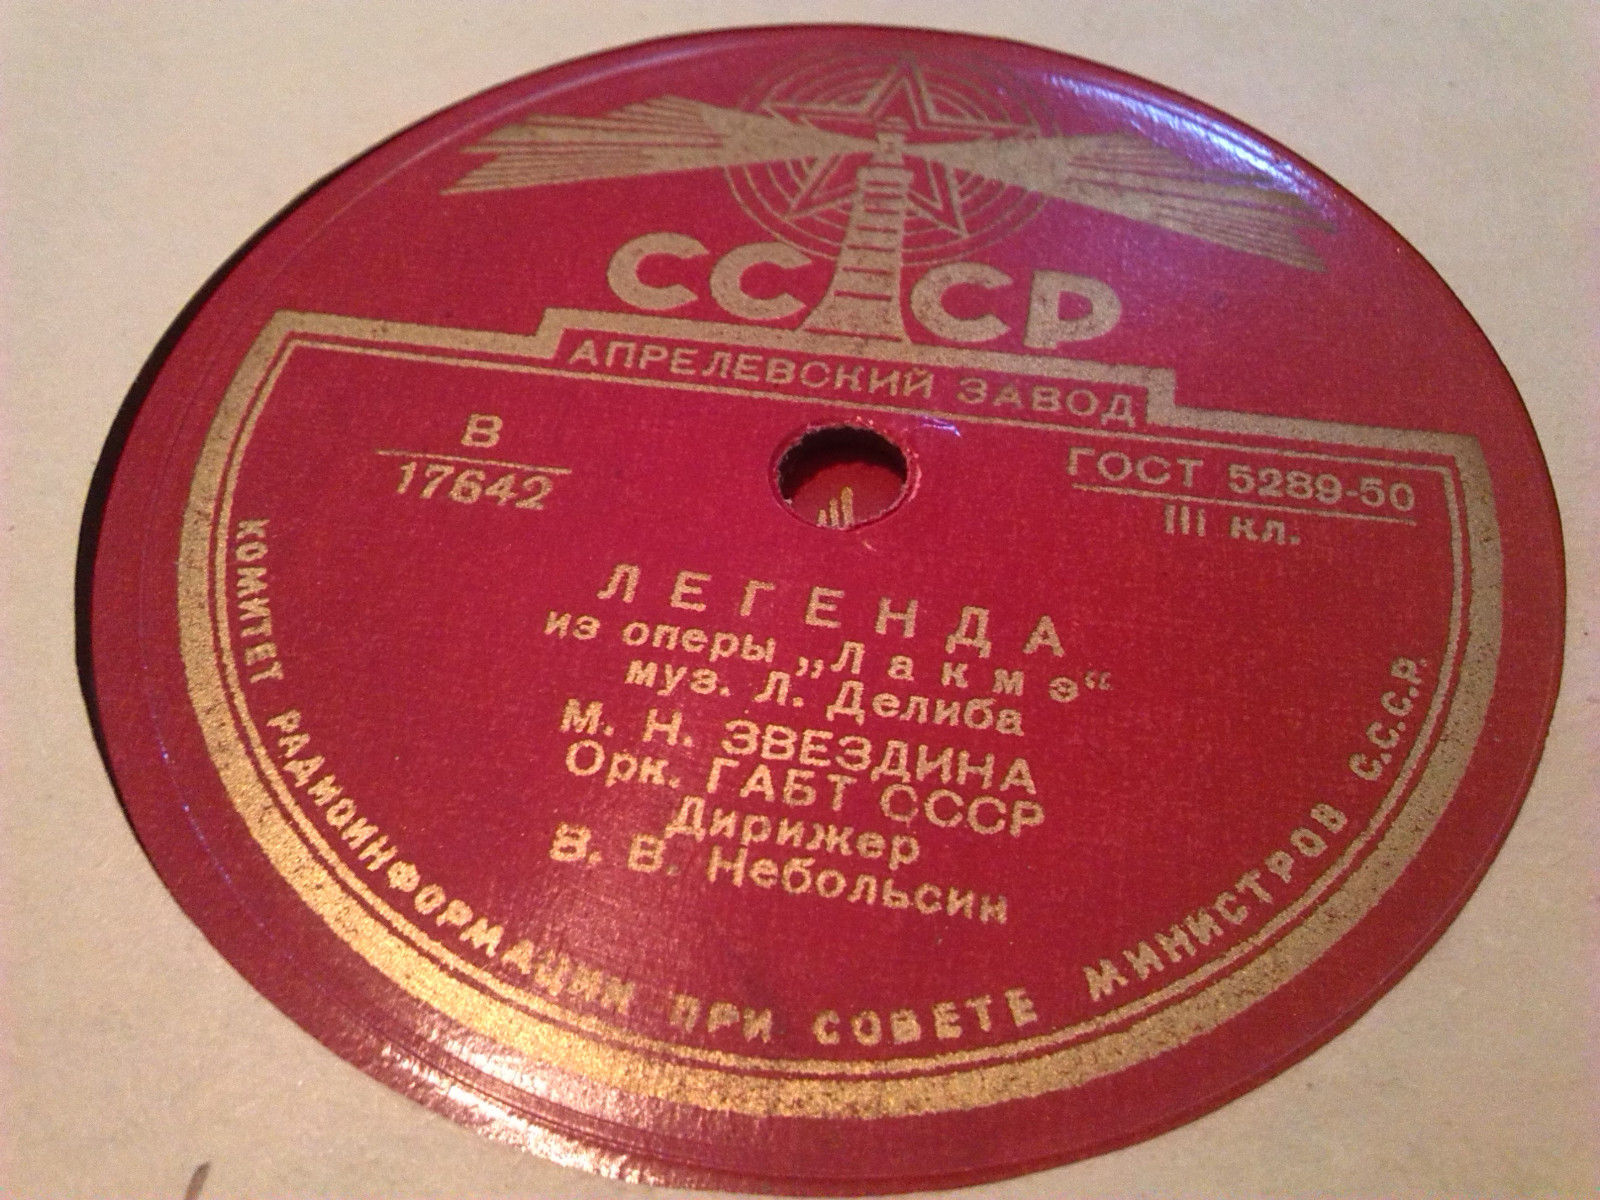 СССР
АПРЕЛЕВСКИЙ ЗАВОД
В
17642
ГОСТ 5289-50
III кл.
ЛЕГЕНДА
из оперы „Лакмэ“
муз. Л. Делиба
М. Н. ЗВЕЗДИНА
Орк. ГАБТ СССР
Дирижер
В. В. Небольсин
КОМИТЕТ РАДИОИНФОРМАЦИИ ПРИ СОВЕТЕ МИНИСТРОВ С.С.С.Р.